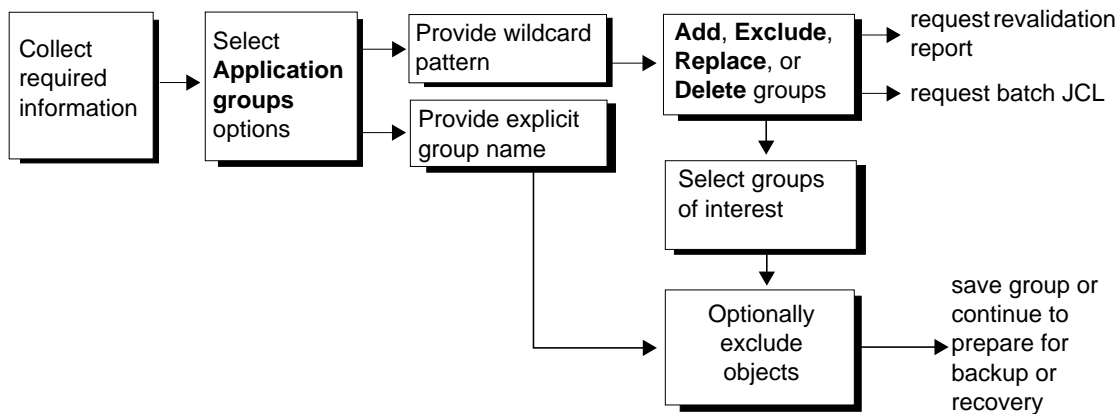 Collect
required
information
Select
Application
groups
options
Provide wildcard
pattern
Provide explicit
group name
Add, Exclude,
Replace, or
Delete groups
request revalidation
report
request batch JCL
Select groups
of interest
Optionally
exclude
objects
save group or
continue to
prepare for
backup or
recovery